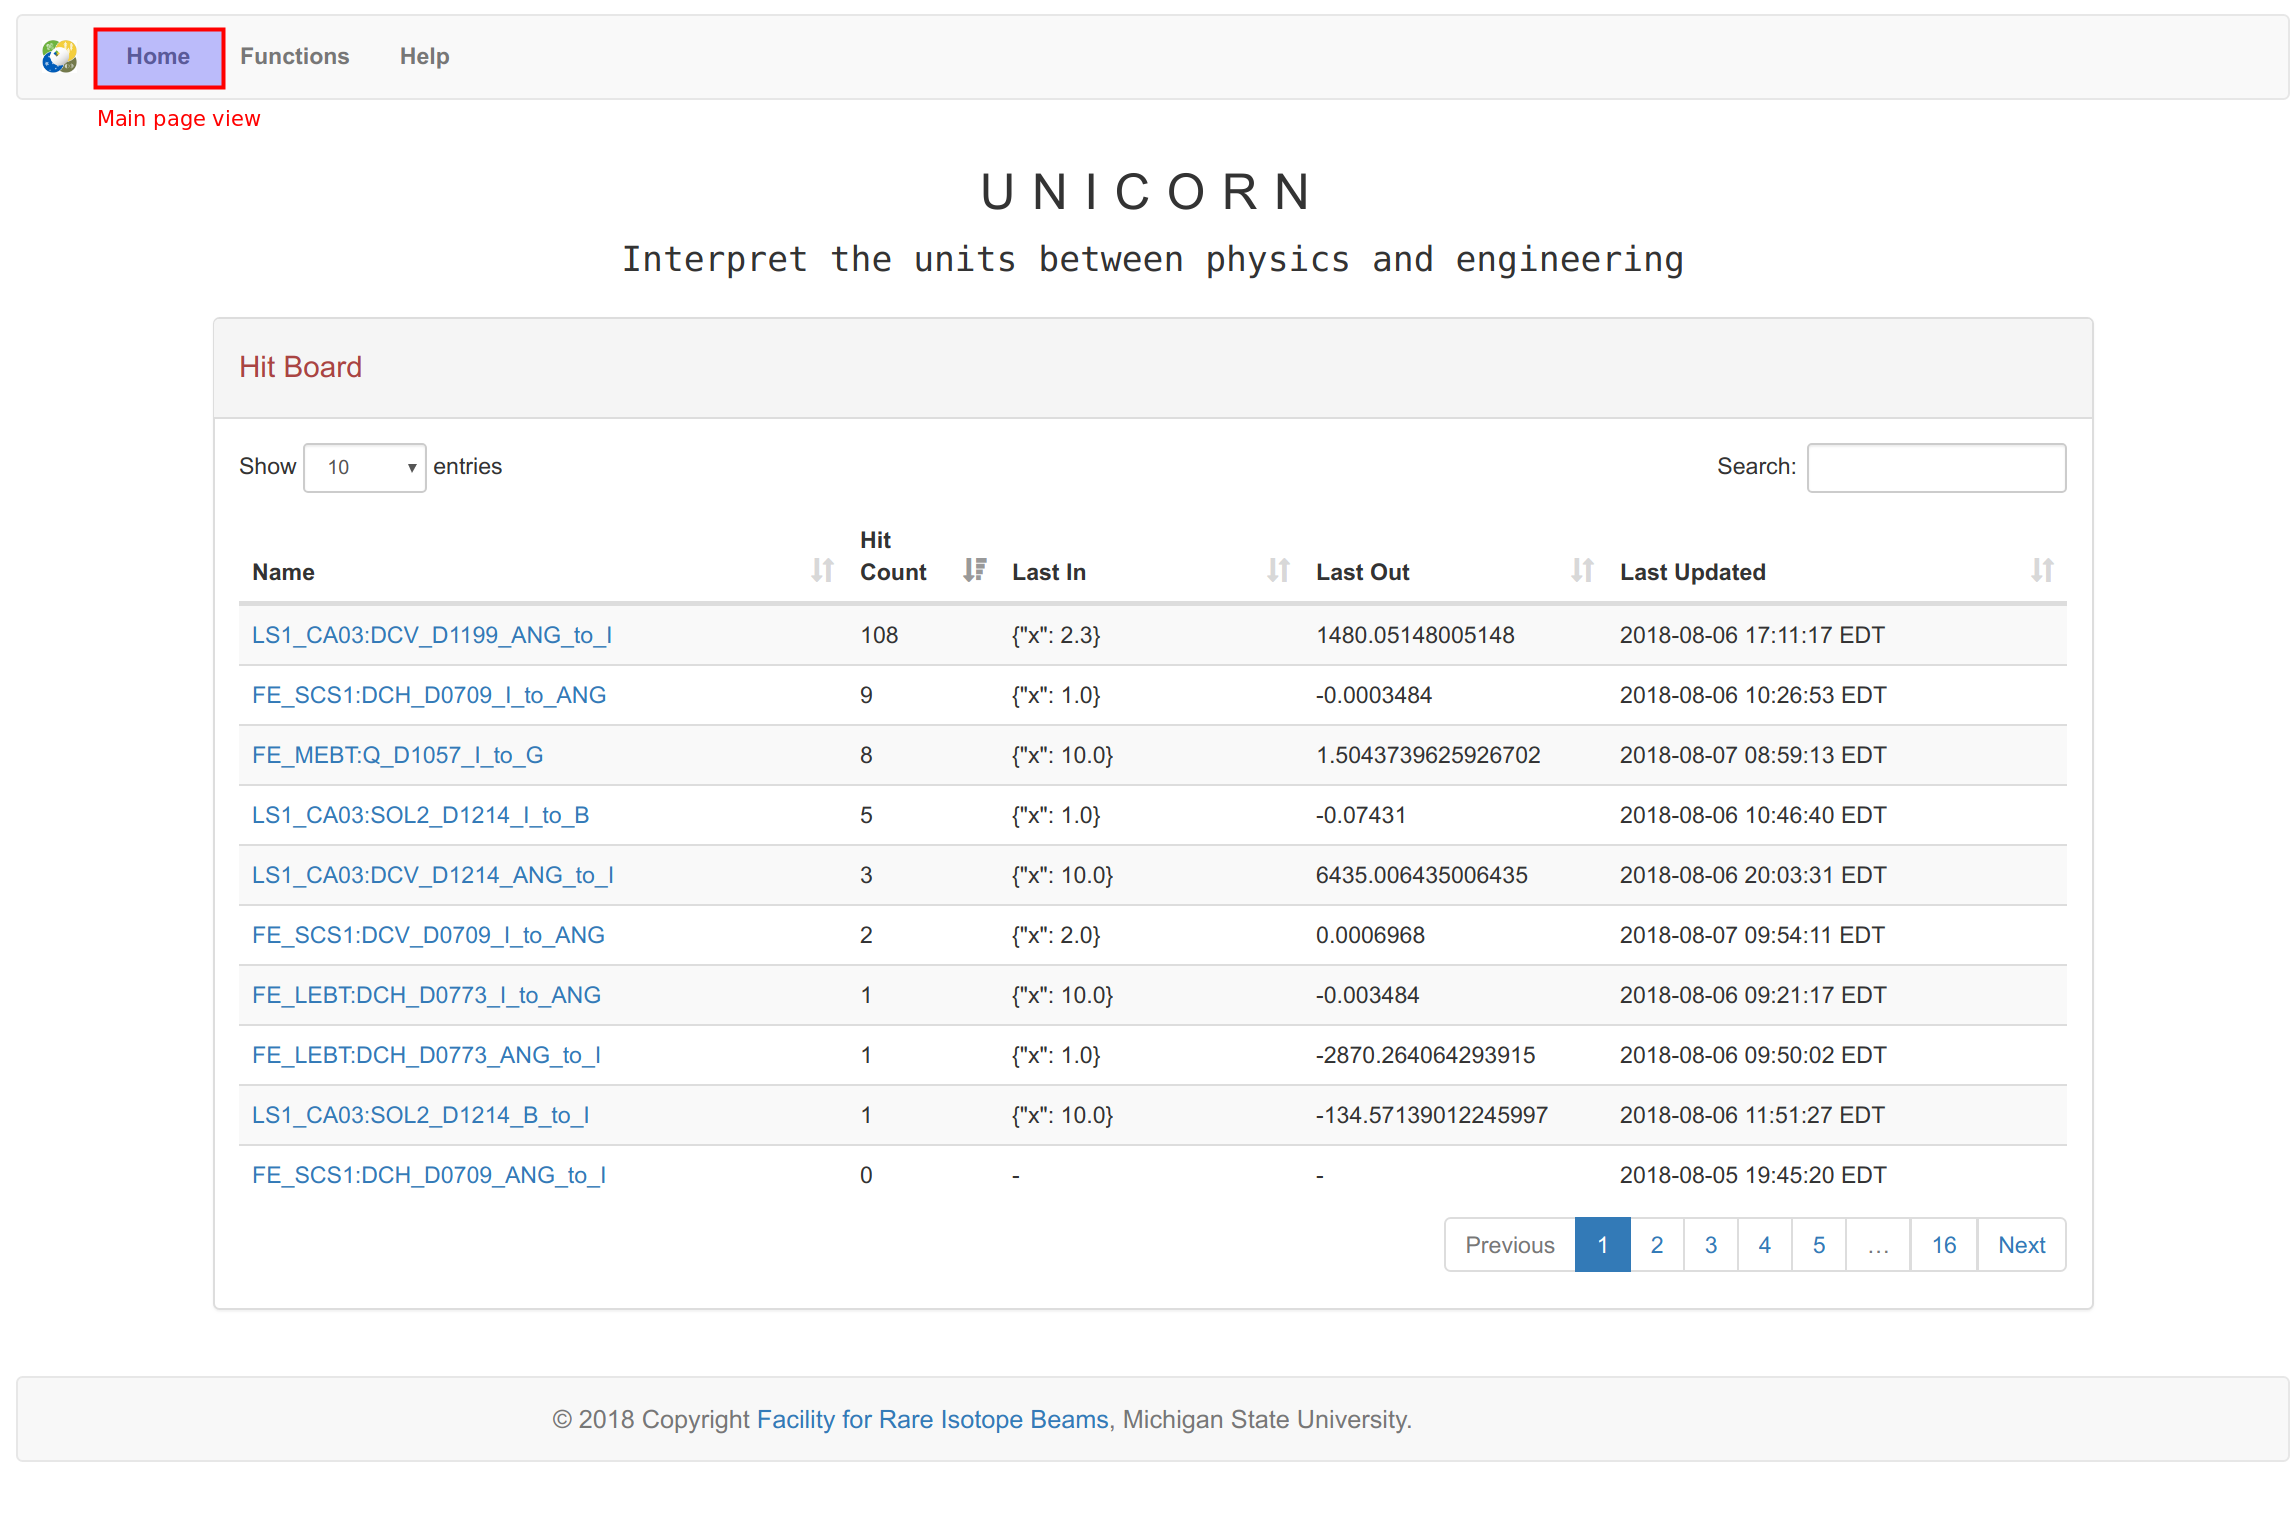 Home Functions Help
Main page view
UNICORN
Interpret the units between physics and engineering
Hit Board
Show 10 entries Search:
Name Hit Count Last In Last Out Last Updated
LS1_CA03:DCV_D1199_ANG_to_I 108 {"x": 2.3} 1480.05148005148 2018-08-06 17:11:17 EDT
FE_SCS1:DCH_D0709_I_to_ANG 9 {"x": 1.0} -0.0003484 2018-08-06 10:26:53 EDT
FE_MEBT:Q_D1057_I_to_G 8 {"x": 10.0} 1.5043739625926702 2018-08-07 08:59:13 EDT
LS1_CA03:SOL2_D1214_I_to_B 5 {"x": 1.0} -0.07431 2018-08-06 10:46:40 EDT
LS1_CA03:DCV_D1214_ANG_to_I 3 {"x": 10.0} 6435.006435006435 2018-08-06 20:03:31 EDT
FE_SCS1:DCV_D0709_I_to_ANG 2 {"x": 2.0} 0.0006968 2018-08-07 09:54:11 EDT
FE_LEBT:DCH_D0773_I_to_ANG 1 {"x": 10.0} -0.003484 2018-08-06 09:21:17 EDT
FE_LEBT:DCH_D0773_ANG_to_I 1 {"x": 1.0} -2870.264064293915 2018-08-06 09:50:02 EDT
LS1_CA03:SOL2_D1214_B_to_I 1 {"x": 10.0} -134.57139012245997 2018-08-06 11:51:27 EDT
FE_SCS1:DCH_D0709_ANG_to_I 0 - - 2018-08-05 19:45:20 EDT
Previous 1 2 3 4 5 … 16 Next
© 2018 Copyright Facility for Rare Isotope Beams, Michigan State University.